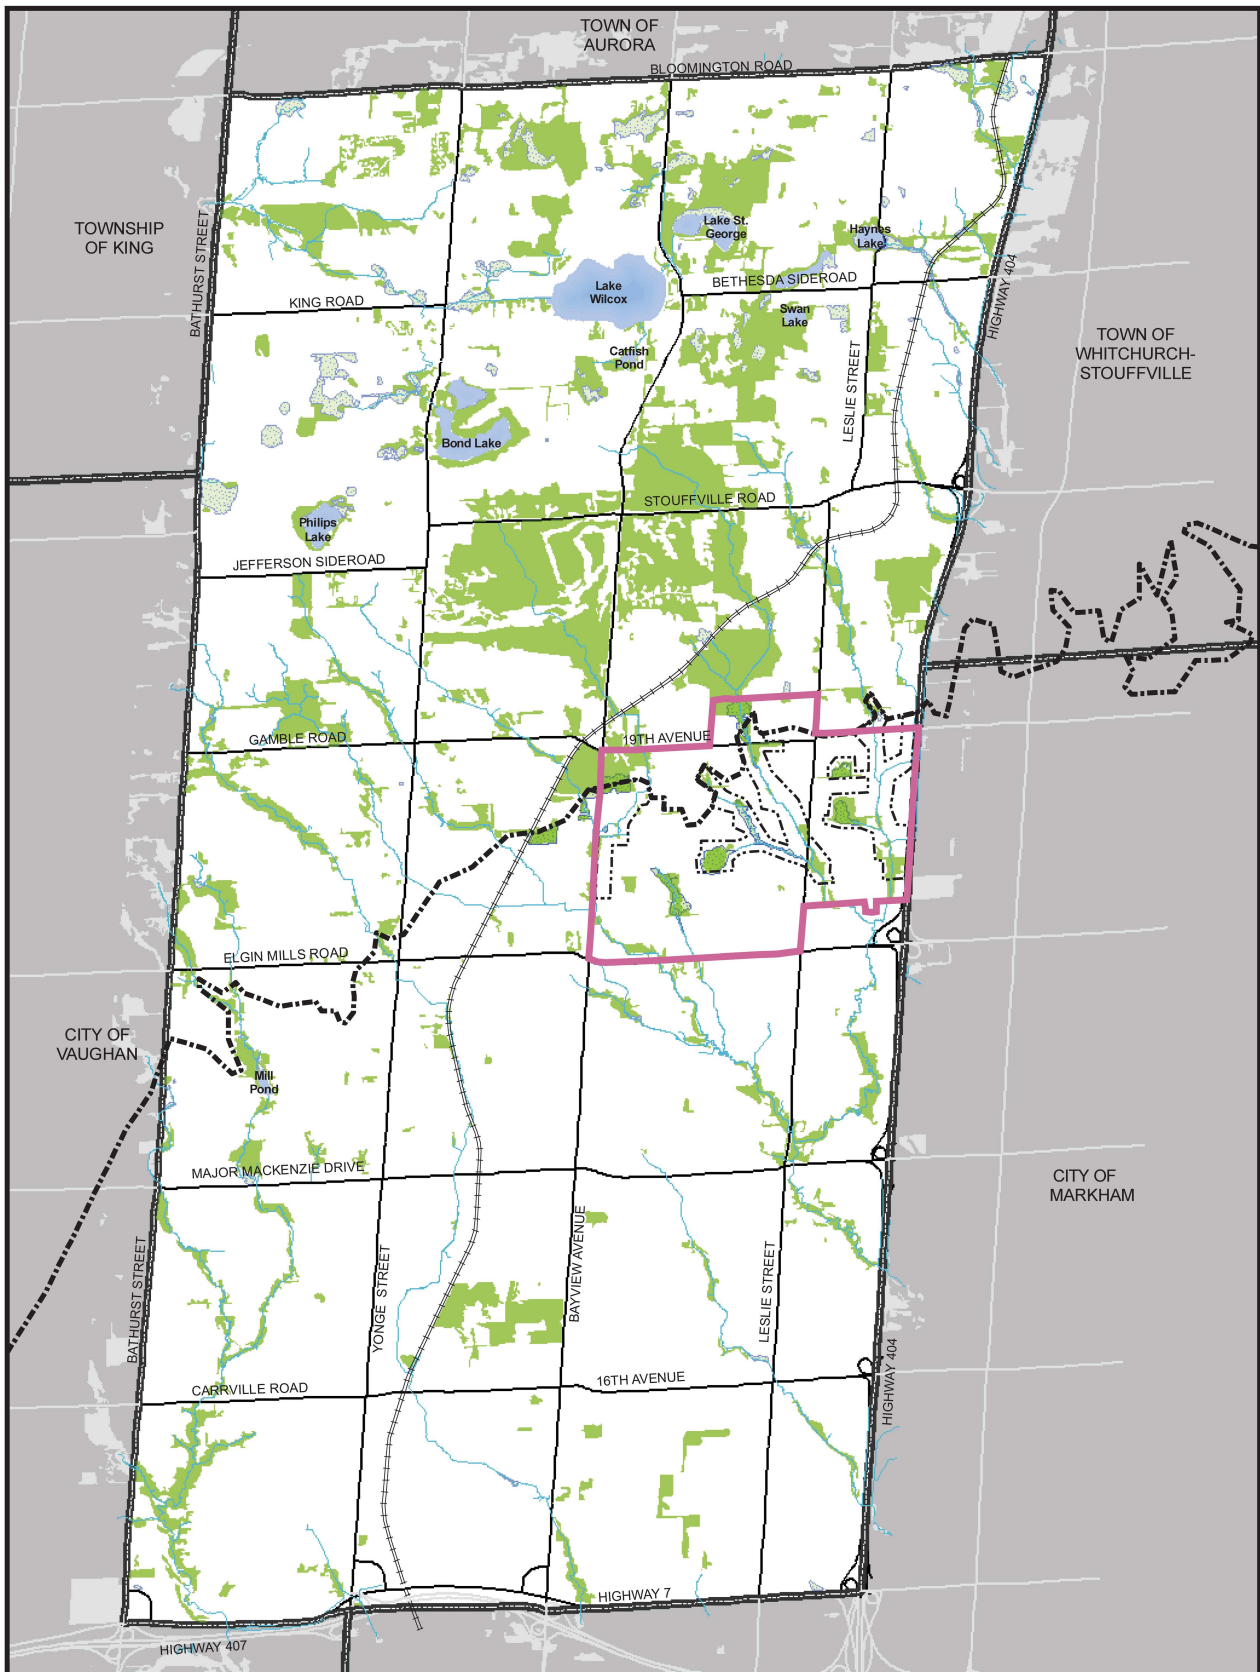 TOWN OF
AURORA
BLOOMINGTON ROAD
TOWNSHIP
OF KING
BATHURST STREET
Lake St.
George
Haynes
Lake
BETHESDA SIDEROAD
HIGHWAY 404
Lake
Wilcox
KING ROAD
Swan
Lake
TOWN OF
WHITCHURCH-
STOUFFVILLE
Catfish
Pond
LESLIE STREET
Bond Lake
STOUFFVILLE ROAD
Philips
Lake
JEFFERSON SIDEROAD
GAMBLE ROAD
19TH AVENUE
ELGIN MILLS ROAD
CITY OF
VAUGHAN
Mill
Pond
MAJOR MACKENZIE DRIVE
CITY OF
MARKHAM
BATHURST STREET
YONGE STREET
BAYVIEW AVENUE
LESLIE STREET
HIGHWAY 404
CARRVILLE ROAD
16TH AVENUE
HIGHWAY 7
HIGHWAY 407